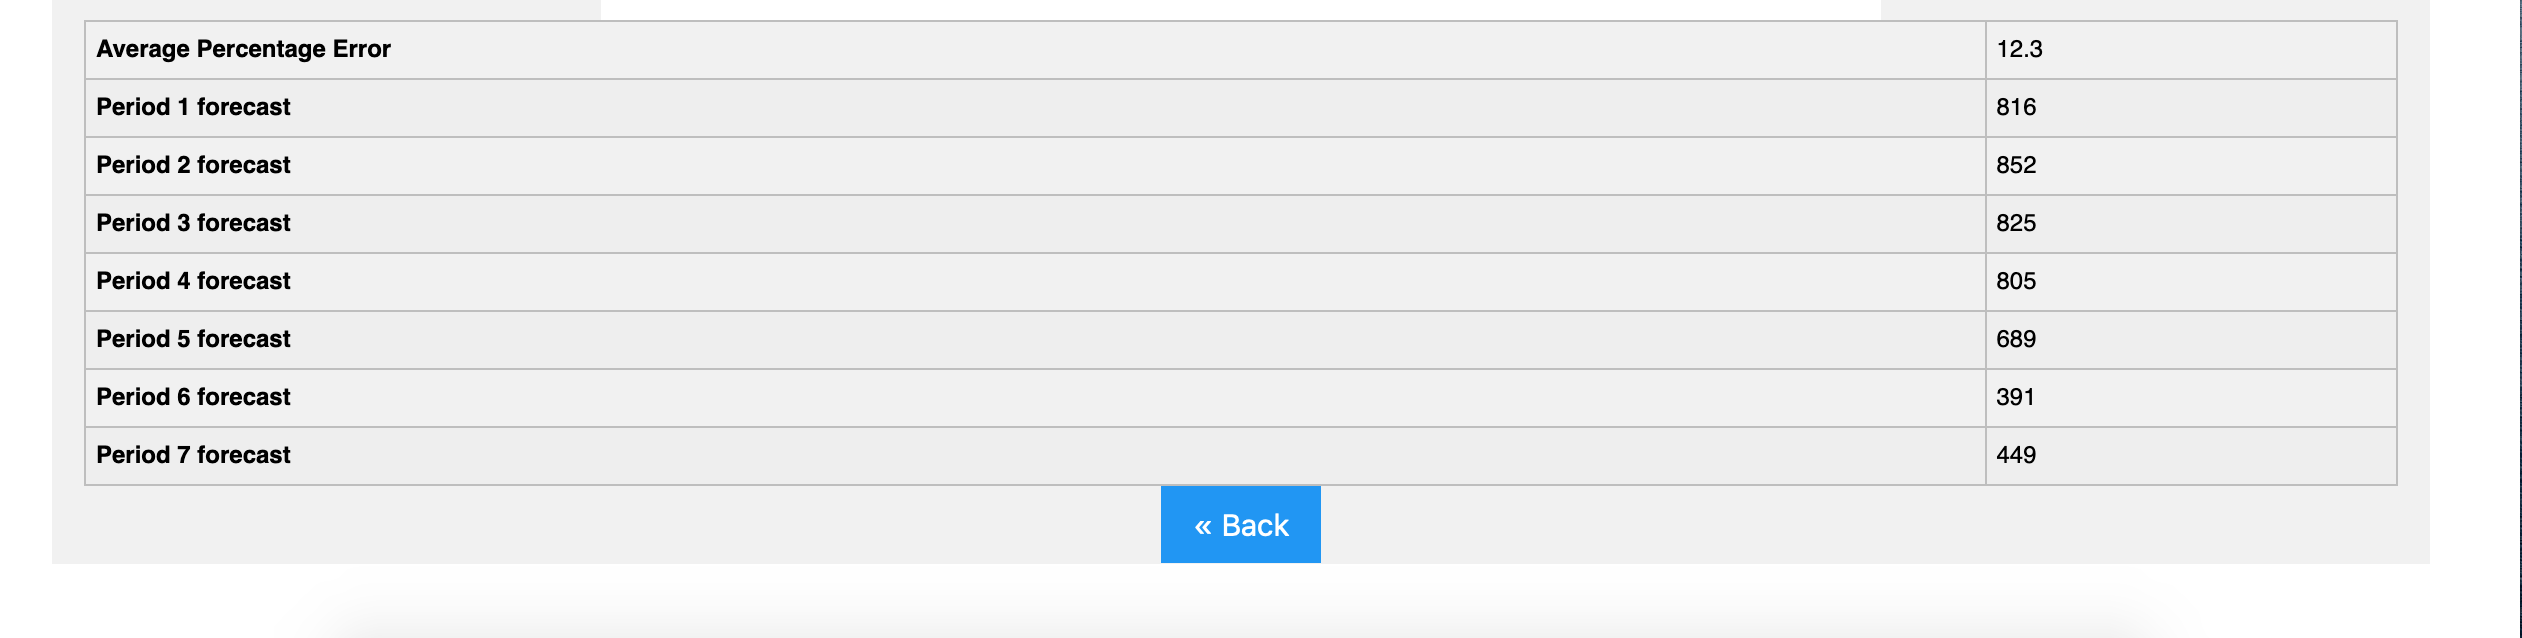 Average Percentage Error 12.3
Period 1 forecast 816
Period 2 forecast 852
Period 3 forecast 825
Period 4 forecast 805
Period 5 forecast 689
Period 6 forecast 391
Period 7 forecast 449
« Back